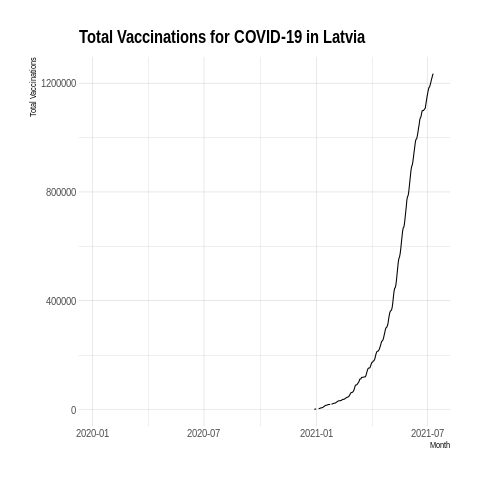 Total Vaccinations for COVID-19 in Latvia
Total Vaccinations
1200000
800000
400000
0
2020-01 2020-07 2021-01 2021-07
Month